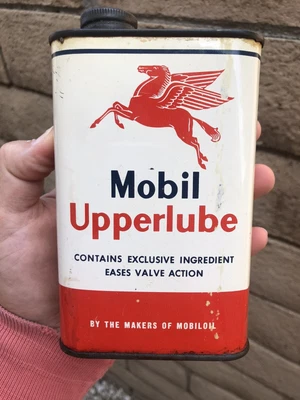 Mobil
Upperlube
CONTAINS EXCLUSIVE INGREDIENT
EASES VALVE ACTION
BY THE MAKERS OF MOBILOIL